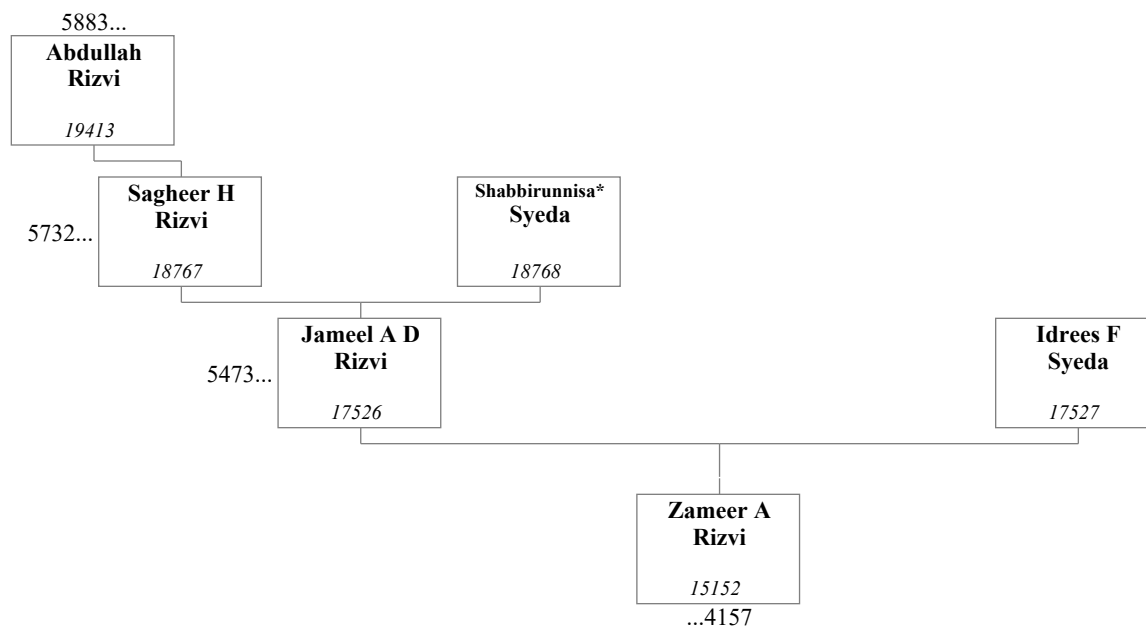 5883...
Abdullah
Rizvi
19413
Sagheer H
Rizvi
18767
Shabbirunnisa*
Syeda
18768
5732...
Jameel A D
Rizvi
17526
Idrees F
Syeda
17527
5473...
Zameer A
Rizvi
15152
...4157